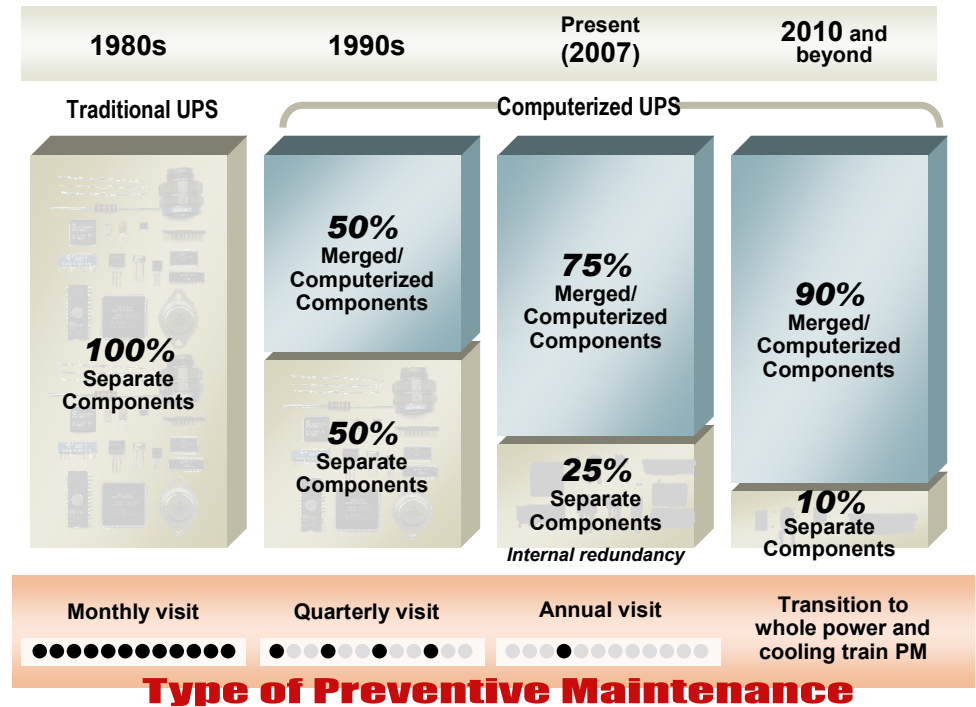 1980s
1990s
Present
(2007)
2010 and
beyond
Traditional UPS
Computerized UPS
100%
Separate
Components
50%
Merged/
Computerized
Components
50%
Separate
Components
75%
Merged/
Computerized
Components
25%
Separate
Components
Internal redundancy
90%
Merged/
Computerized
Components
10%
Separate
Components
Monthly visit
Quarterly visit
Annual visit
Transition to
whole power and
cooling train PM
Type of Preventive Maintenance